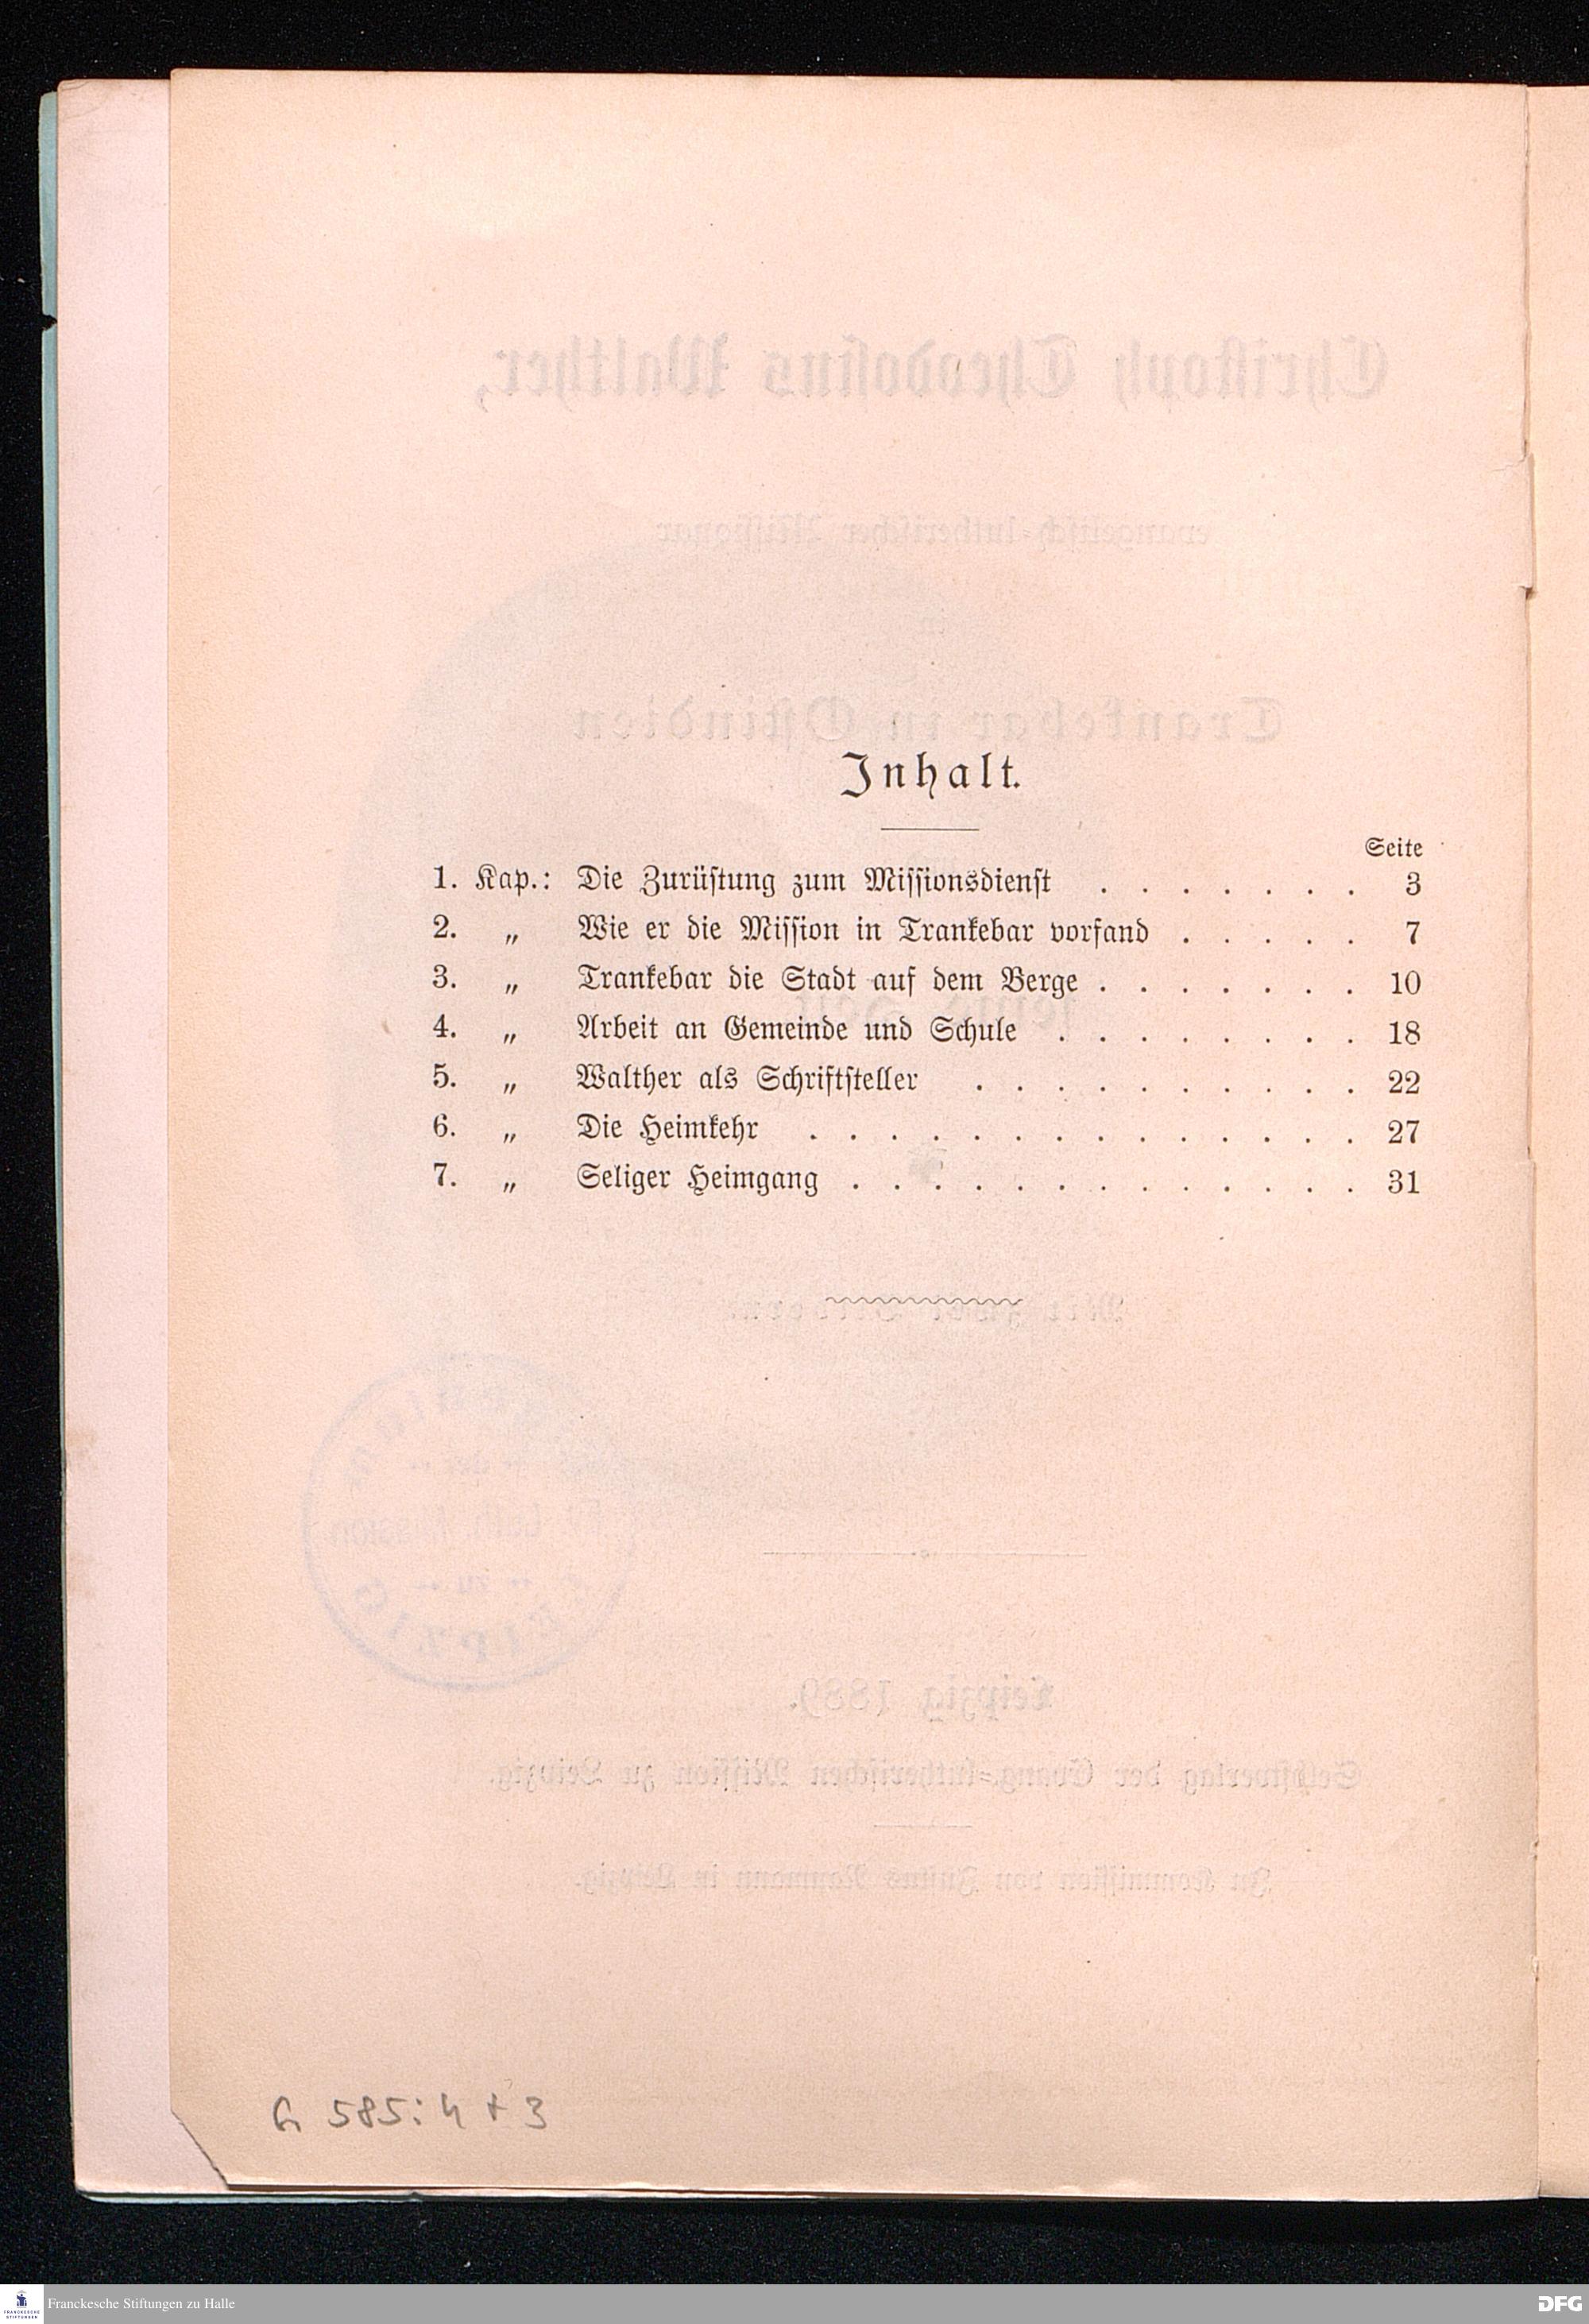 Inhalt.
Seite
1. Kap.: Die Zurüstung zum Missionsdienst . . . . . . . 3
2. „ Wie er die Mission in Trankebar vorfand . . . . . 7
3. „ Trankebar die Stadt auf dem Berge . . . . . . . 10
4. „ Arbeit an Gemeinde und Schule . . . . . . . . 18
5. „ Walther als Schriftsteller . . . . . . . . . . 22
6. „ Die Heimkehr . . . . . . . . . . . . . . 27
7. „ Seliger Heimgang . . . . . . . . . . . . . 31
585: 4 + 3
FRANCKESCHE STIFTUNGEN
Franckesche Stiftungen zu Halle
DFG